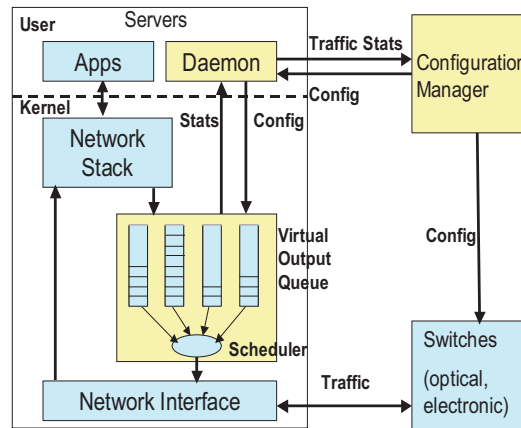 Servers
User
Apps
Daemon
Traffic Stats
Config
Configuration
Manager
Kernel
Network
Stack
Stats
Config
Virtual
Output
Queue
Scheduler
Config
Network Interface
Traffic
Switches
(optical,
electronic)